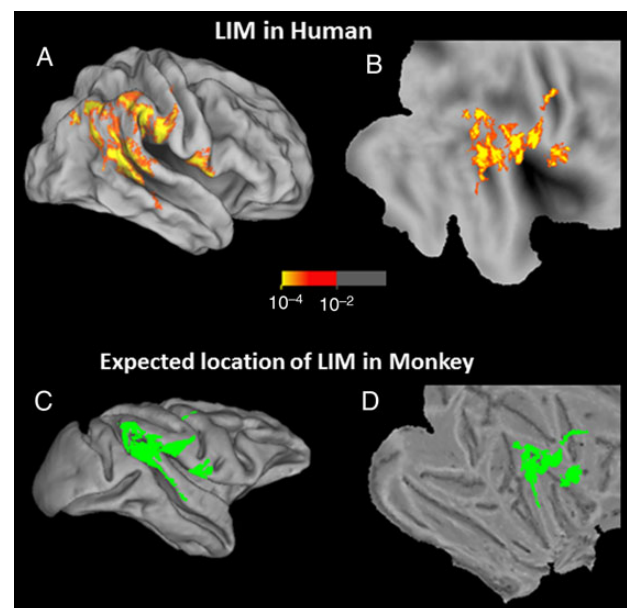 LIM in Human
A
B
10⁻⁴ 10⁻²
Expected location of LIM in Monkey
C
D